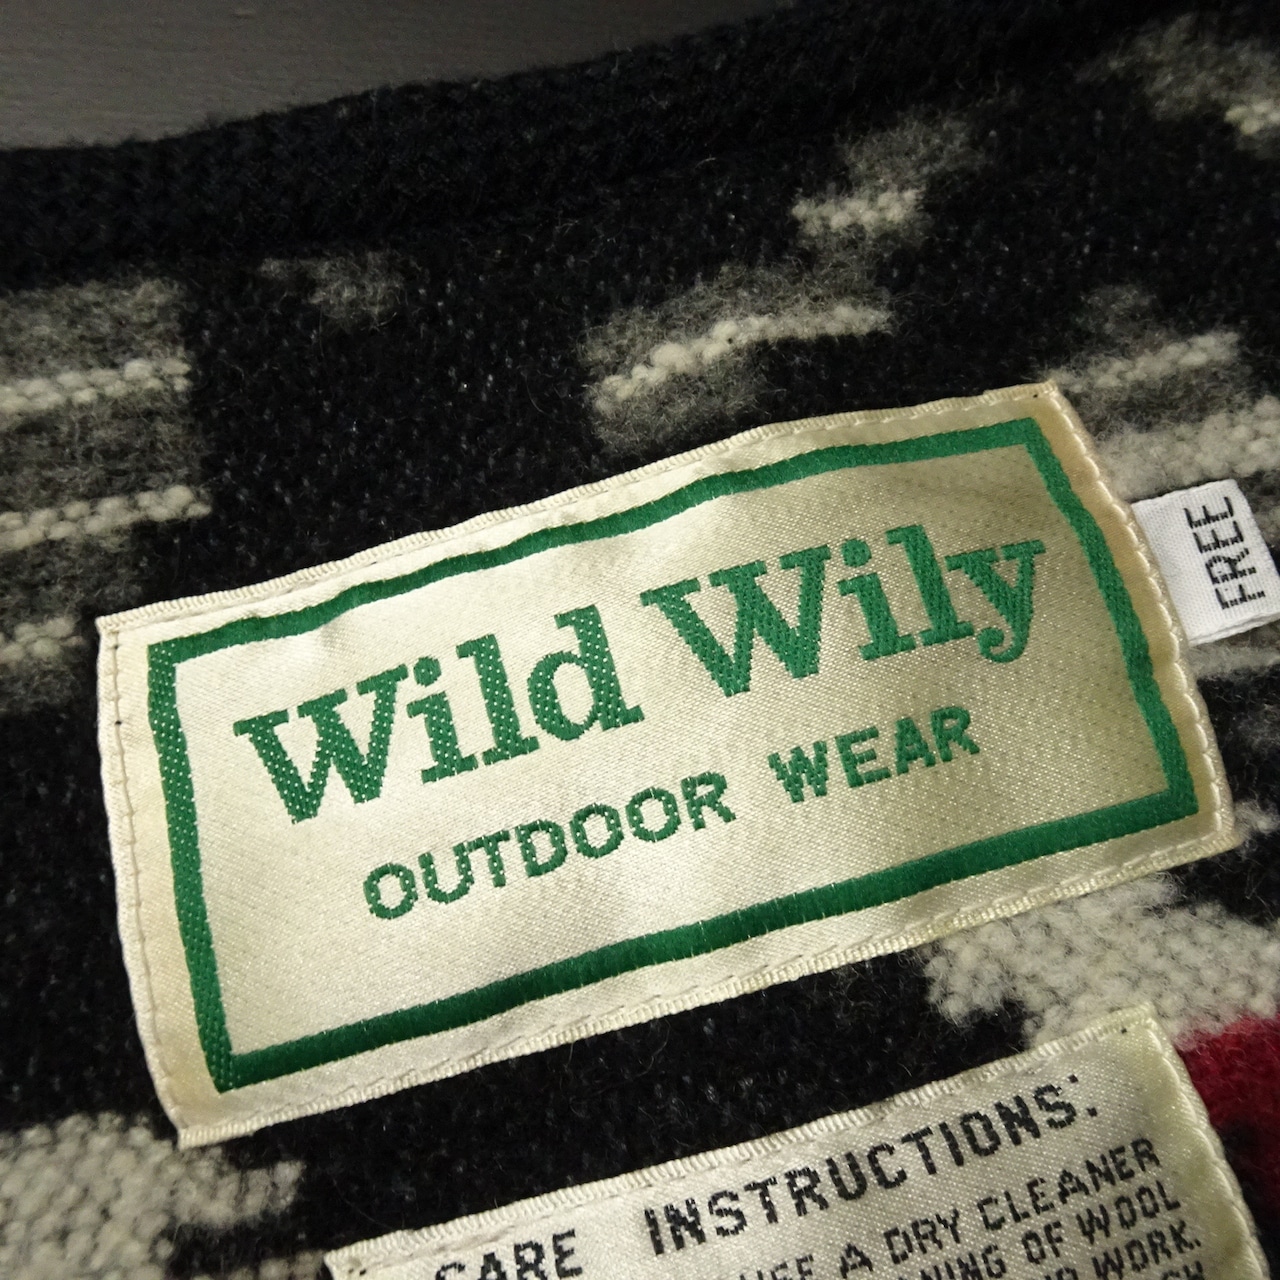 Wild Wily
OUTDOOR WEAR
FREE
CARE INSTRUCTIONS:
A DRY CLEANER
OF WOOL
WORK.